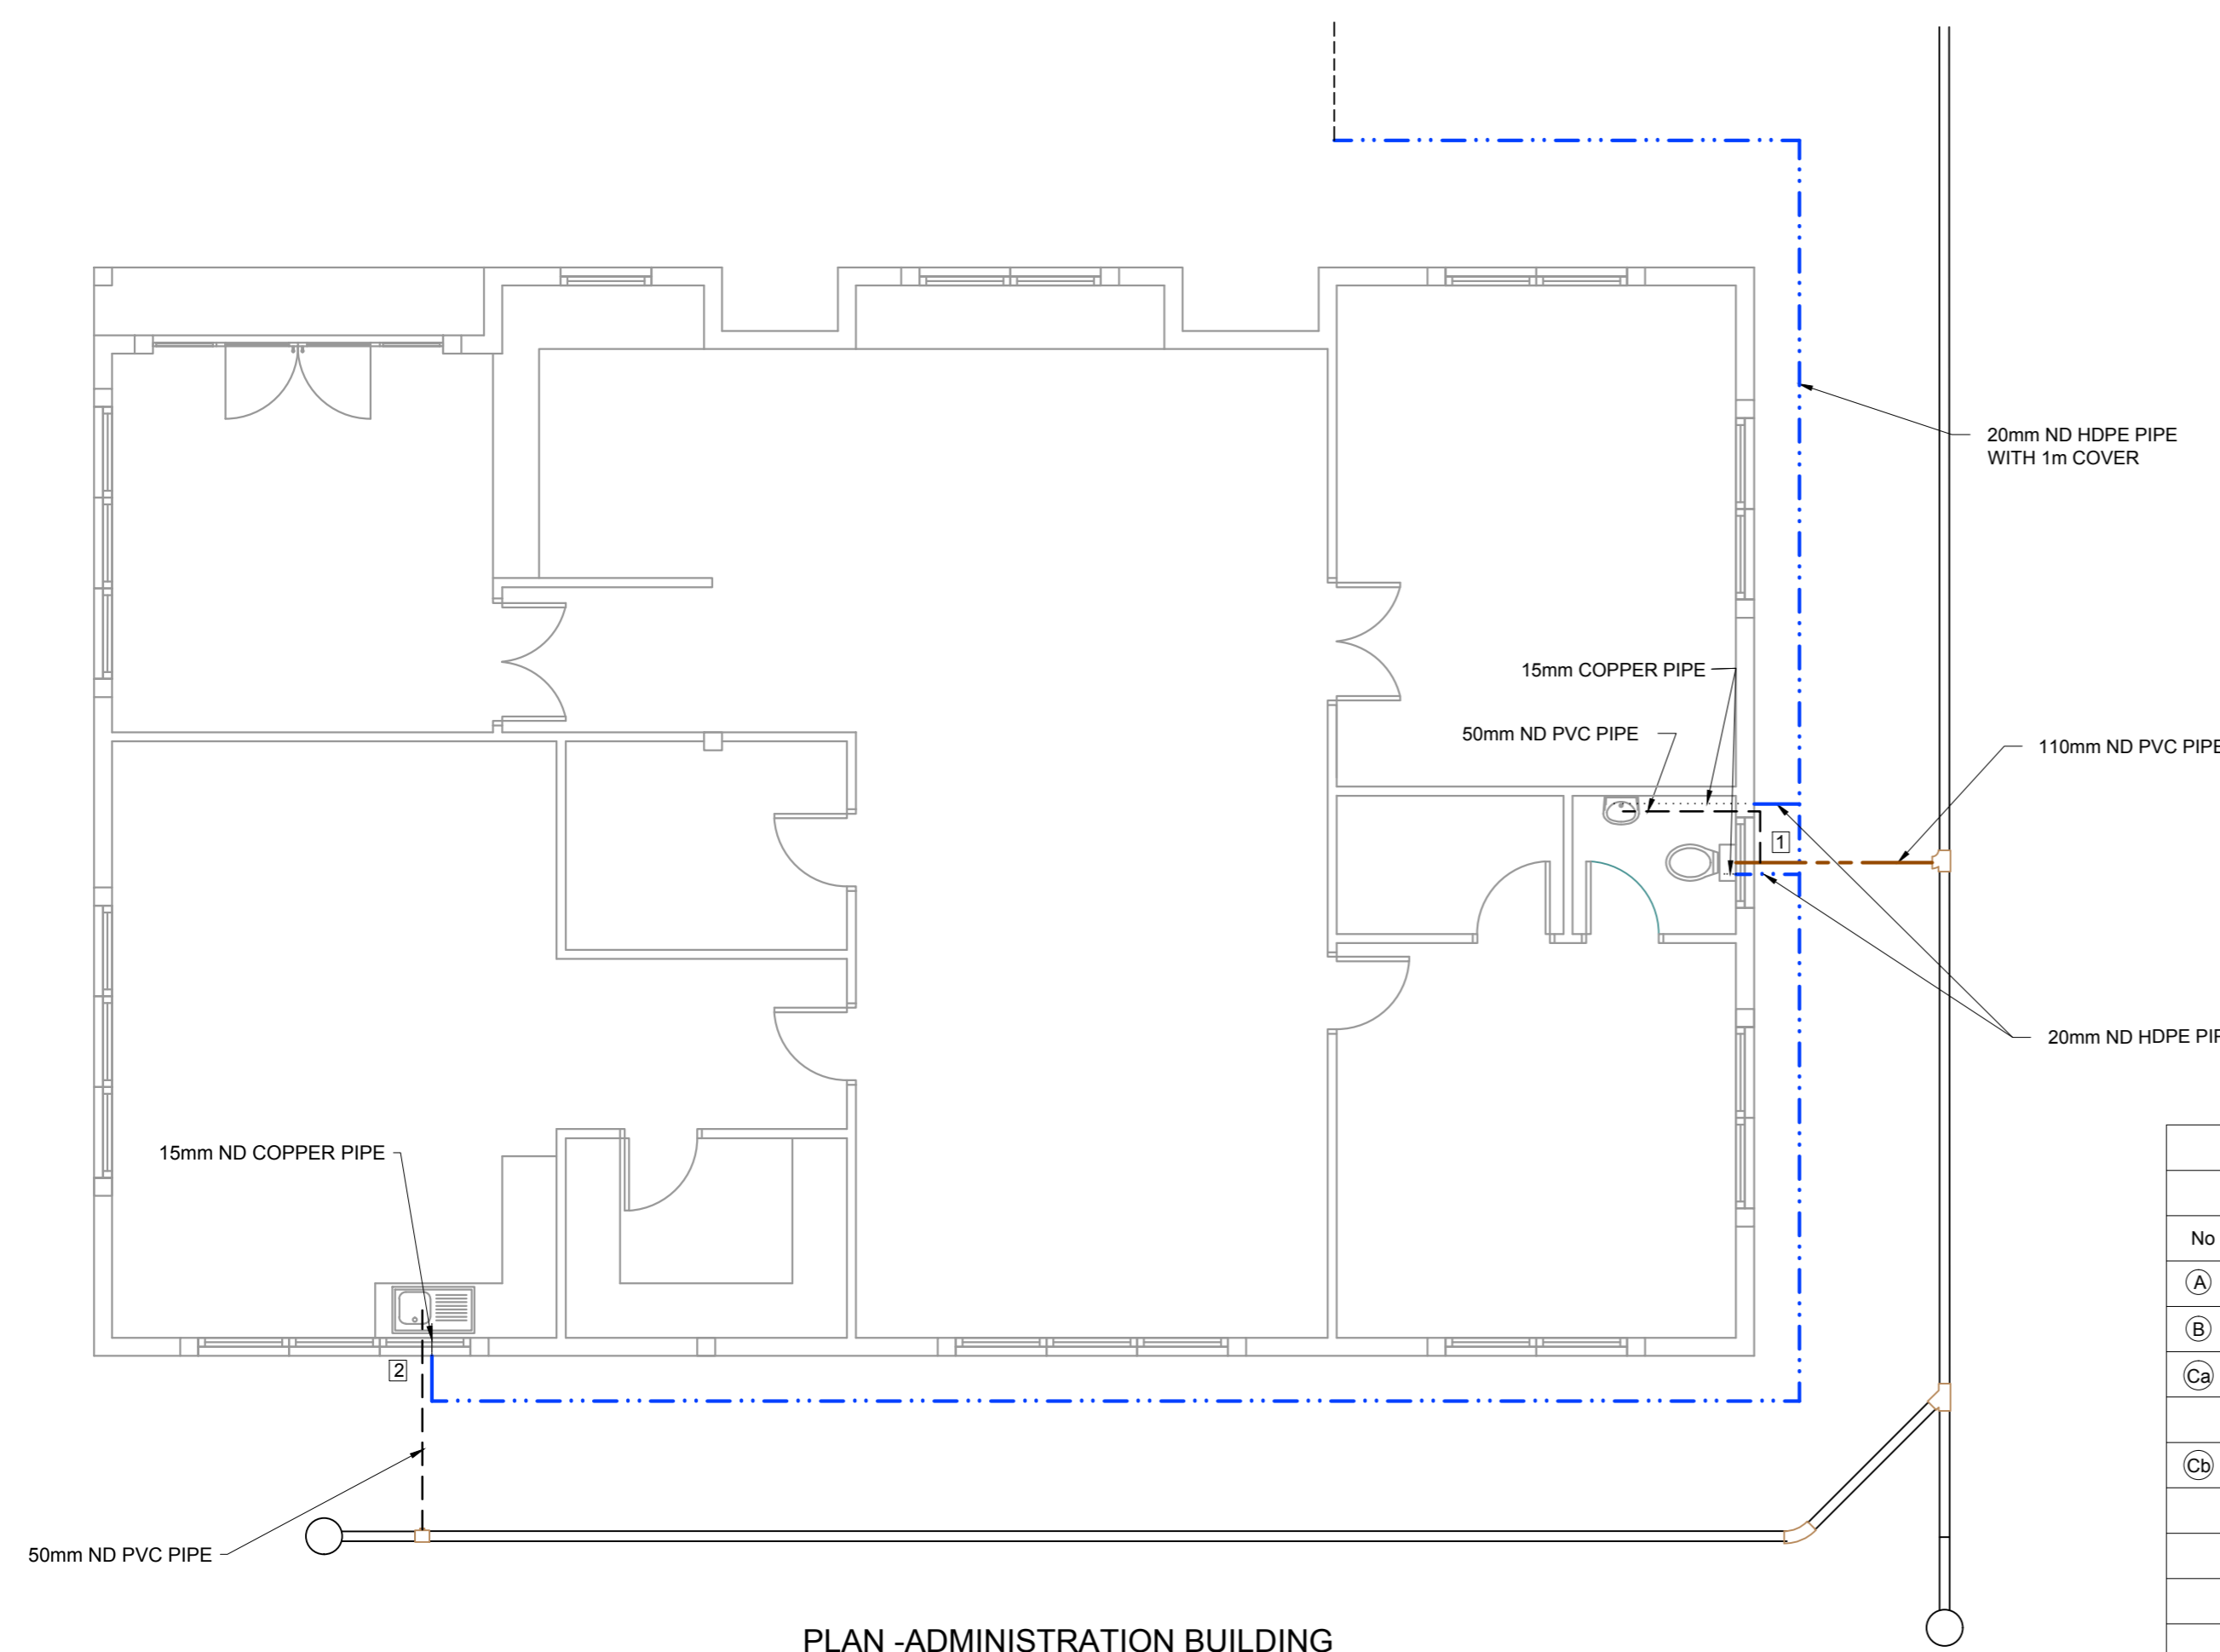 20mm ND HDPE PIPE
WITH 1m COVER
15mm COPPER PIPE
50mm ND PVC PIPE
110mm ND PVC PIPE
1
20mm ND HDPE
15mm ND COPPER PIPE
No
A
B
2
Ca
Cb
50mm ND PVC PIPE
PLAN -ADMINISTRATION BUILDING